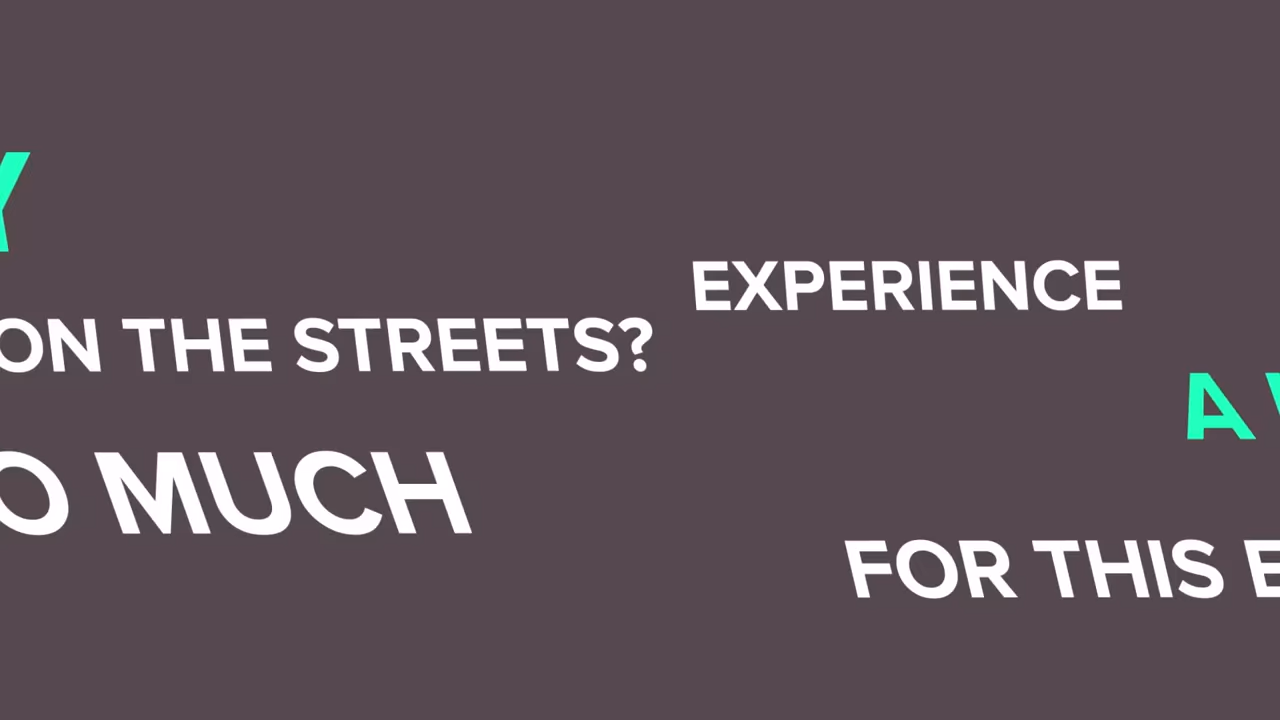 ON THE STREETS?
MUCH
EXPERIENCE
A
FOR THIS